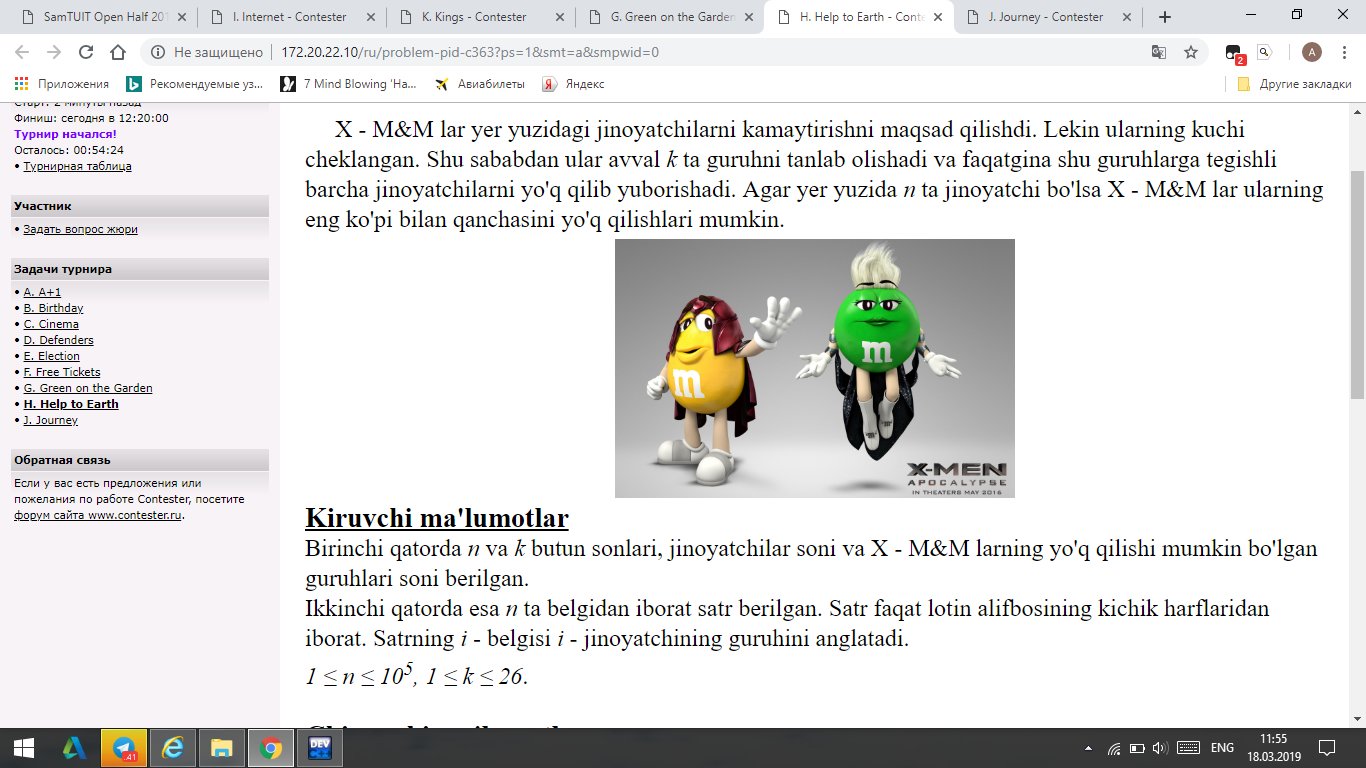 SamTUIT Open Half 201
I. Internet - Contester
K. Kings - Contester
G. Green on the Garden
H. Help to Earth - Conte
J. Journey - Contester
Не защищено
172.20.22.10/ru/problem-pid-c363?ps=1&smt=a&smpwid=0
2
A
Приложения
Рекомендуемые уз...
7 Mind Blowing 'Ha...
Авиабилеты
Яндекс
Другие закладки
Старт: 2 минуты назад
Финиш: сегодня в 12:20:00
Турнир начался!
Осталось: 00:54:24
• Турнирная таблица
Участник
• Задать вопрос жюри
Задачи турнира
• A. A+1
• B. Birthday
• C. Cinema
• D. Defenders
• E. Election
• F. Free Tickets
• G. Green on the Garden
• H. Help to Earth
• J. Journey
Обратная связь
Если у вас есть предложения или
пожелания по работе Contester, посетите
форум сайта www.contester.ru.
X - M&M lar yer yuzidagi jinoyatchilarni kamaytirishni maqsad qilishdi. Lekin ularning kuchi
cheklangan. Shu sababdan ular avval k ta guruhni tanlab olishadi va faqatgina shu guruhlarga tegishli
barcha jinoyatchilarni yo'q qilib yuborishadi. Agar yer yuzida n ta jinoyatchi bo'lsa X - M&M lar ularning
eng ko'pi bilan qanchasini yo'q qilishlari mumkin.
m
m
X-MEN
APOCALYPSE
IN THEATERS MAY 2016
Kiruvchi ma'lumotlar
Birinchi qatorda n va k butun sonlari, jinoyatchilar soni va X - M&M larning yo'q qilishi mumkin bo'lgan
guruhlari soni berilgan.
Ikkinchi qatorda esa n ta belgidan iborat satr berilgan. Satr faqat lotin alifbosining kichik harflaridan
iborat. Satrning i - belgisi i - jinoyatchining guruhini anglatadi.
1 ≤ n ≤ 10⁵, 1 ≤ k ≤ 26.
41
DEV
ENG
11:55
18.03.2019